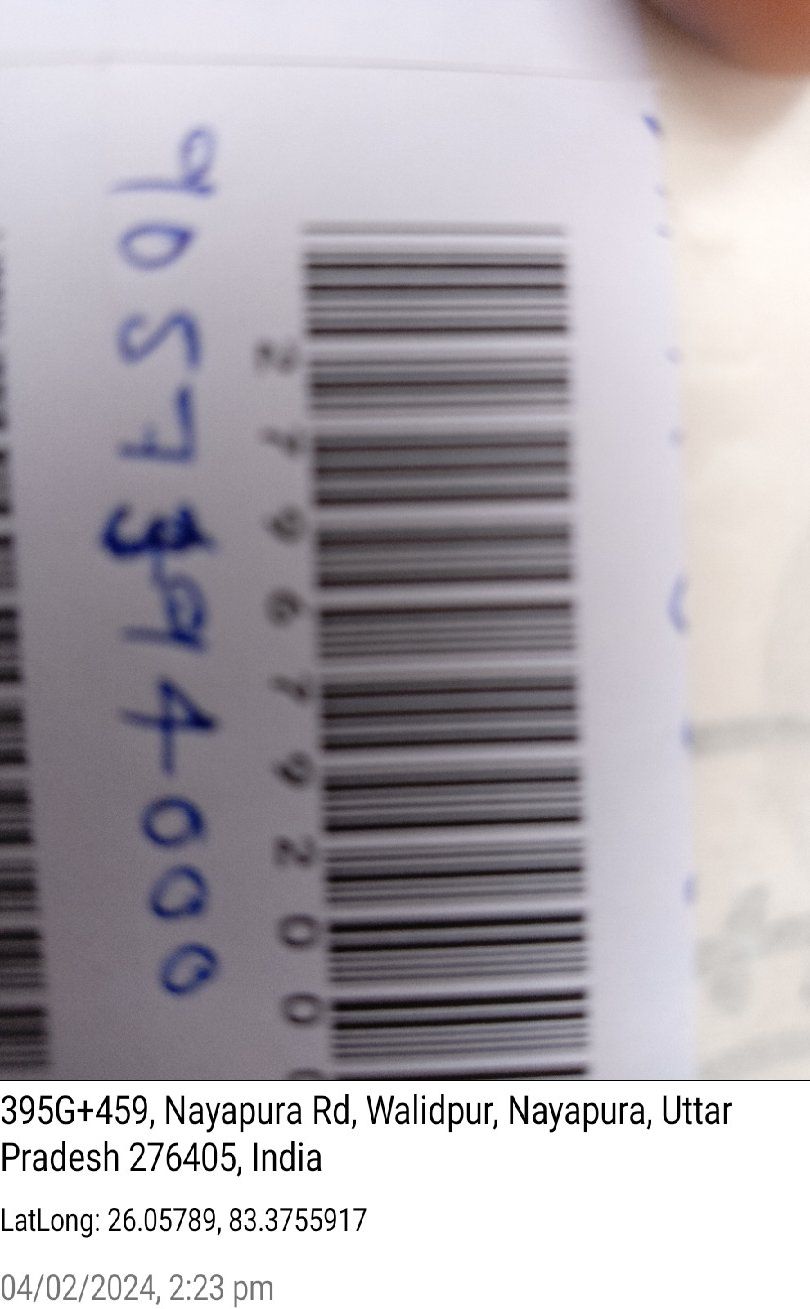 9057394000
279679200
395G+459, Nayapura Rd, Walidpur, Nayapura, Uttar
Pradesh 276405, India
LatLong: 26.05789, 83.3755917
04/02/2024, 2:23 pm